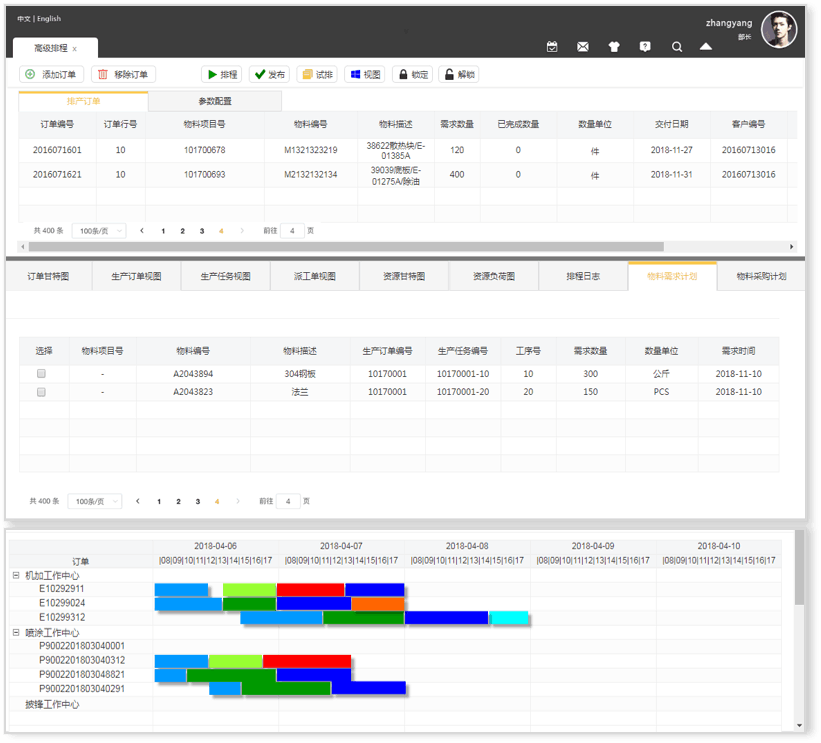 中文 | English
zhangyang
部长
高级排程 x
添加订单 移除订单 排程 发布 试排 视图 锁定 解锁
排产订单 参数配置
订单编号 订单行号 物料项目号 物料编号 物料描述 需求数量 已完成数量 数量单位 交付日期 客户编号
2016071601 10 101700678 M1321323219 38622散热块/E-01385A 120 0 件 2018-11-27 20160713016
2016071621 10 101700693 M2132132134 39039底板/E-01275A/除油 400 0 件 2018-11-31 20160713016
共 400 条 100条/页 < 1 2 3 4 > 前往 4 页
订单甘特图 生产订单视图 生产任务视图 派工单视图 资源甘特图 资源负荷图 排程日志 物料需求计划 物料采购计划
选择 物料项目号 物料编号 物料描述 生产订单编号 生产任务编号 工序号 需求数量 数量单位 需求时间
- A2043894 304钢板 10170001 10170001-10 10 300 公斤 2018-11-10
- A2043823 法兰 10170001 10170001-20 20 150 PCS 2018-11-10
共 400 条 100条/页 < 1 2 3 4 > 前往 4 页
2018-04-06 2018-04-07 2018-04-08 2018-04-09 2018-04-10
订单 |08|09|10|11|12|13|14|15|16|17 |08|09|10|11|12|13|14|15|16|17 |08|09|10|11|12|13|14|15|16|17 |08|09|10|11|12|13|14|15|16|17 |08|09|10|11|12|13|14|15|16|17
机加工作中心
E10292911
E10299024
E10299312
喷涂工作中心
P9002201803040001
P9002201803040312
P9002201803048821
P9002201803040291
披锋工作中心